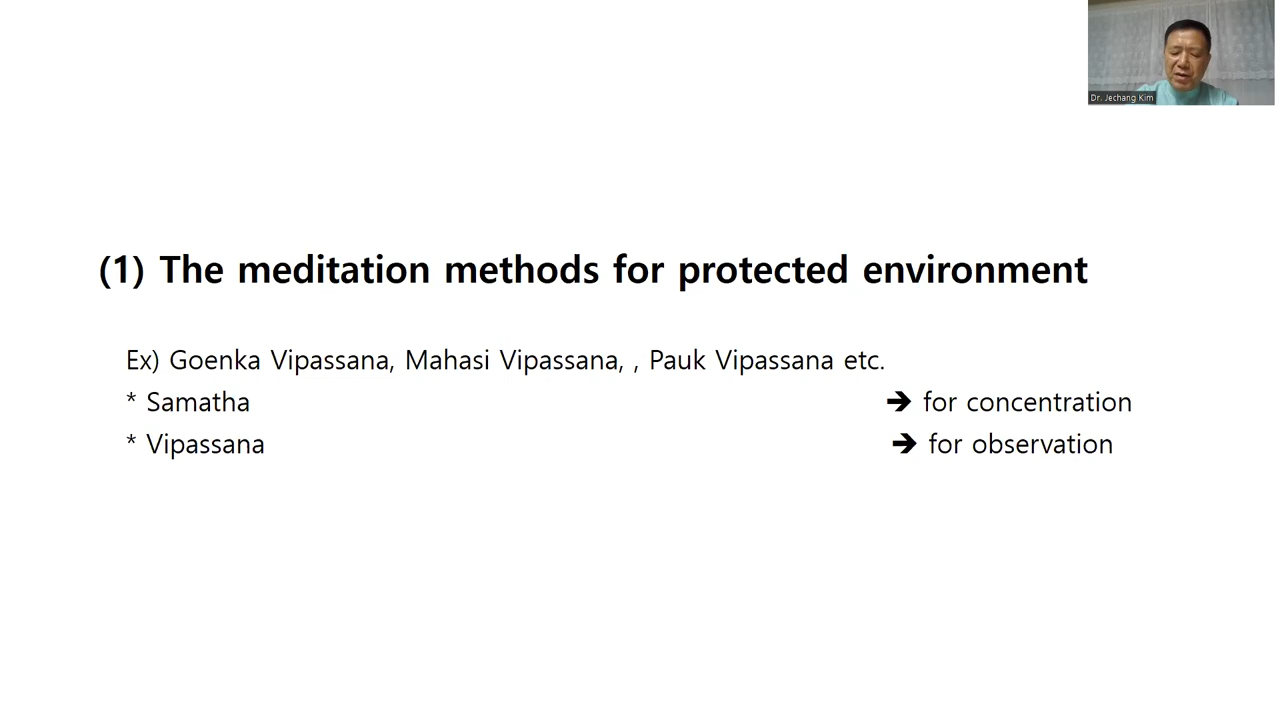 Dr. Jechang Kim
(1) The meditation methods for protected environment
Ex) Goenka Vipassana, Mahasi Vipassana, , Pauk Vipassana etc.
* Samatha ➔ for concentration
* Vipassana ➔ for observation